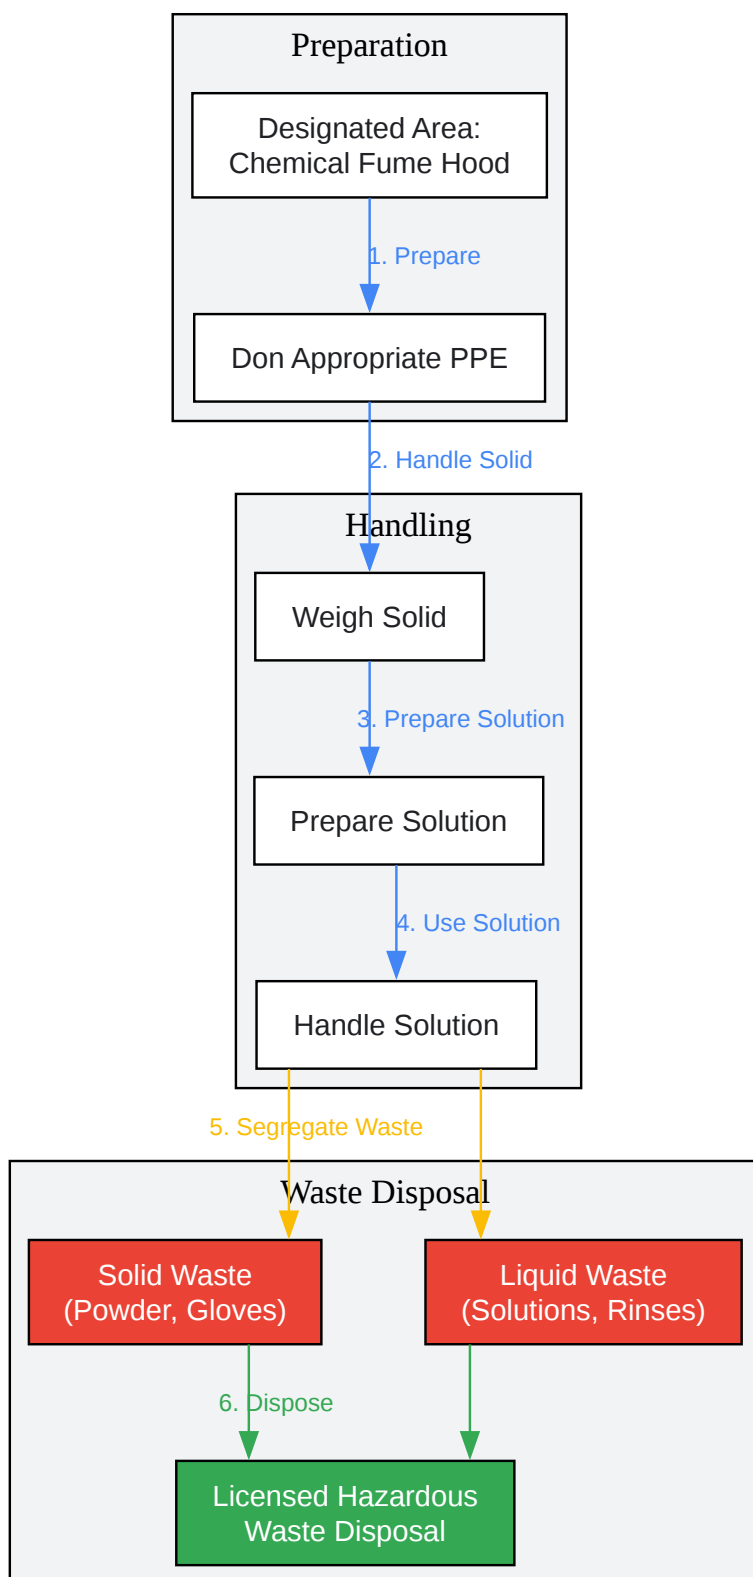 Preparation
Designated Area:
Chemical Fume Hood
1. Prepare
Don Appropriate PPE
2. Handle Solid
Handling
Weigh Solid
3. Prepare Solution
Prepare Solution
4. Use Solution
Handle Solution
5. Segregate Waste
Waste Disposal
Solid Waste
(Powder, Gloves)
Liquid Waste
(Solutions, Rinses)
6. Dispose
Licensed Hazardous
Waste Disposal